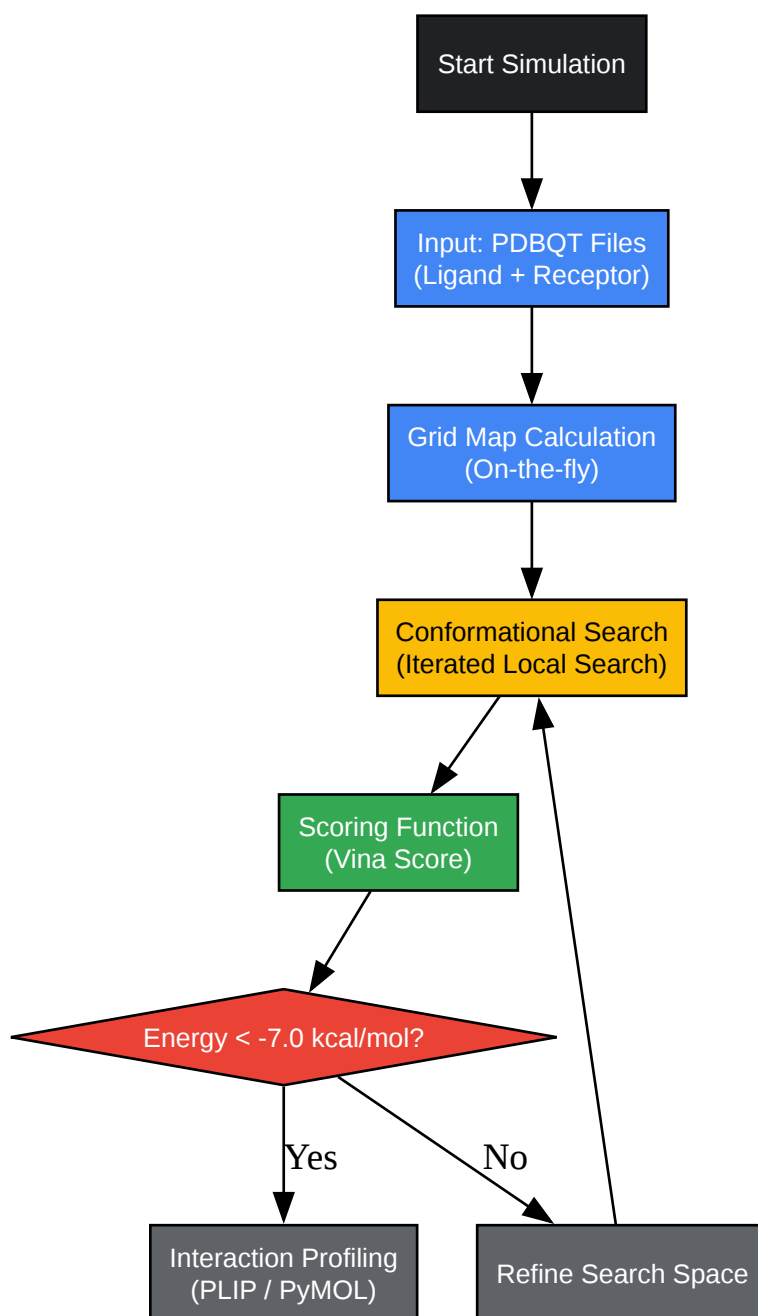 Start Simulation
Input: PDBQT Files
(Ligand + Receptor)
Grid Map Calculation
(On-the-fly)
Conformational Search
(Iterated Local Search)
Scoring Function
(Vina Score)
Energy < -7.0 kcal/mol?
Yes
No
Interaction Profiling
(PLIP / PyMOL)
Refine Search Space